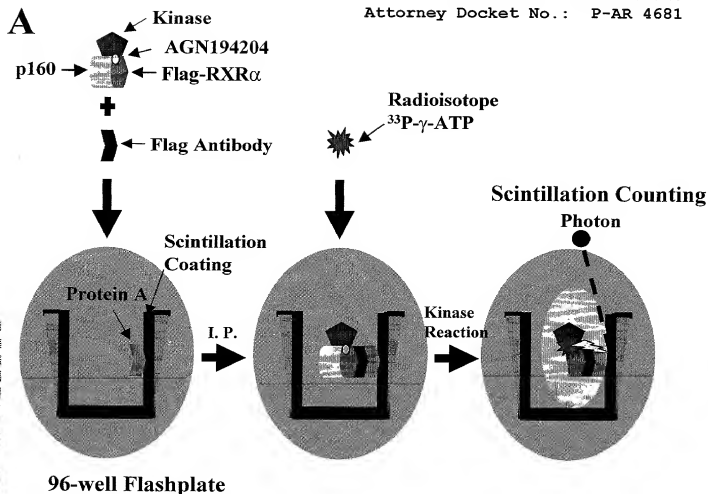 A
Attorney Docket No.: P-AR 4681
Kinase
AGN194204
p160
Flag-RXRα
+
Flag Antibody
Radioisotope
³³P-γ-ATP
Scintillation Counting
Photon
Scintillation
Coating
Protein A
I. P.
Kinase
Reaction
96-well Flashplate